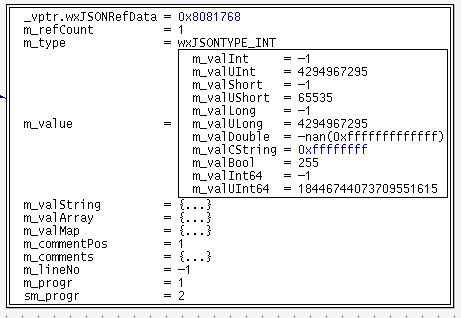 _vptr.wxJSONRefData = 0x8081768
m_refCount = 1
m_type = wxJSONTYPE_INT
m_value =
m_valInt = −1
m_valUInt = 4294967295
m_valShort = −1
m_valUShort = 65535
m_valLong = −1
m_valULong = 4294967295
m_valDouble = −nan(0xfffffffffffff)
m_valCString = 0xffffffff
m_valBool = 255
m_valInt64 = −1
m_valUInt64 = 18446744073709551615
m_valString = {...}
m_valArray = {...}
m_valMap = {...}
m_commentPos = 1
m_comments = {...}
m_lineNo = −1
m_progr = 1
sm_progr = 2